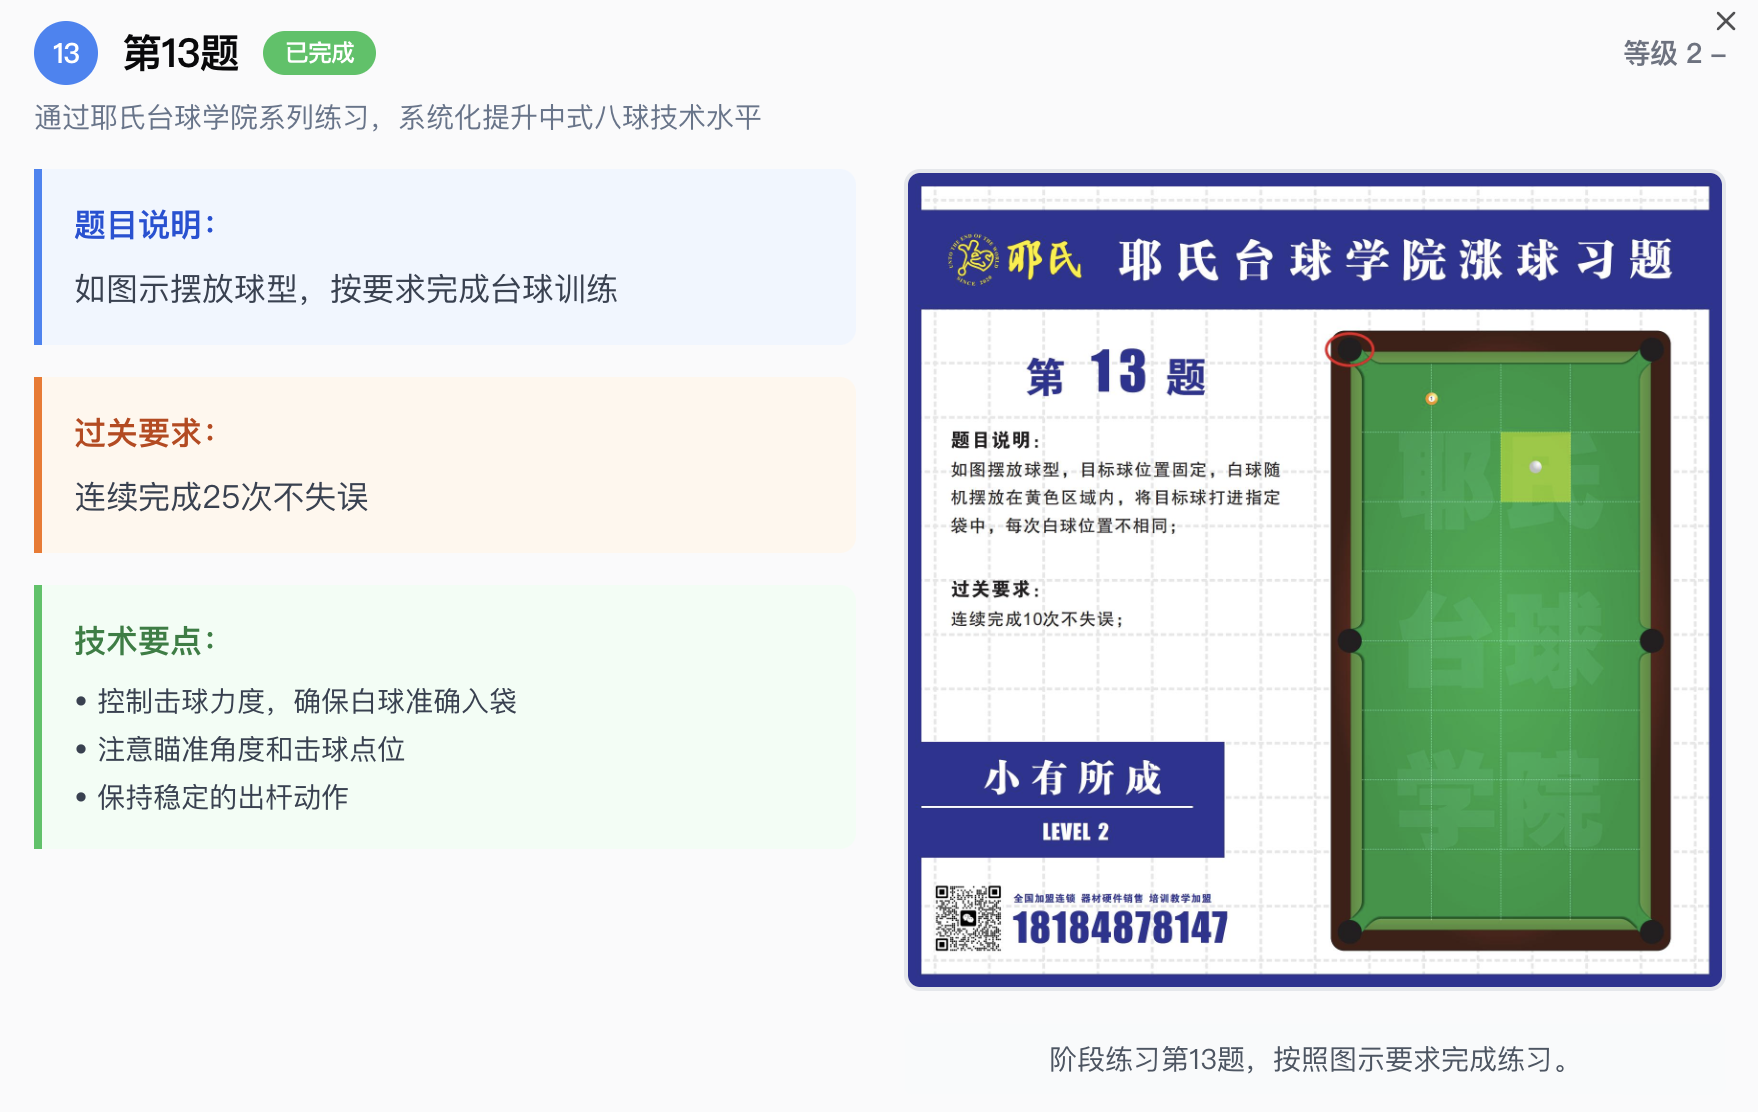 13
第13题
已完成
等级 2 –
通过耶氏台球学院系列练习，系统化提升中式八球技术水平
题目说明：
如图示摆放球型，按要求完成台球训练
过关要求：
连续完成25次不失误
技术要点：
• 控制击球力度，确保白球准确入袋
• 注意瞄准角度和击球点位
• 保持稳定的出杆动作
UNTO THE END OF THE WORLD
SINCE 2020
耶氏
耶氏台球学院涨球习题
第 13 题
题目说明：
如图摆放球型，目标球位置固定，白球随
机摆放在黄色区域内，将目标球打进指定
袋中，每次白球位置不相同；
过关要求：
连续完成10次不失误；
耶氏
台球
学院
小有所成
LEVEL 2
全国加盟连锁 器材硬件销售 培训教学加盟
18184878147
阶段练习第13题，按照图示要求完成练习。